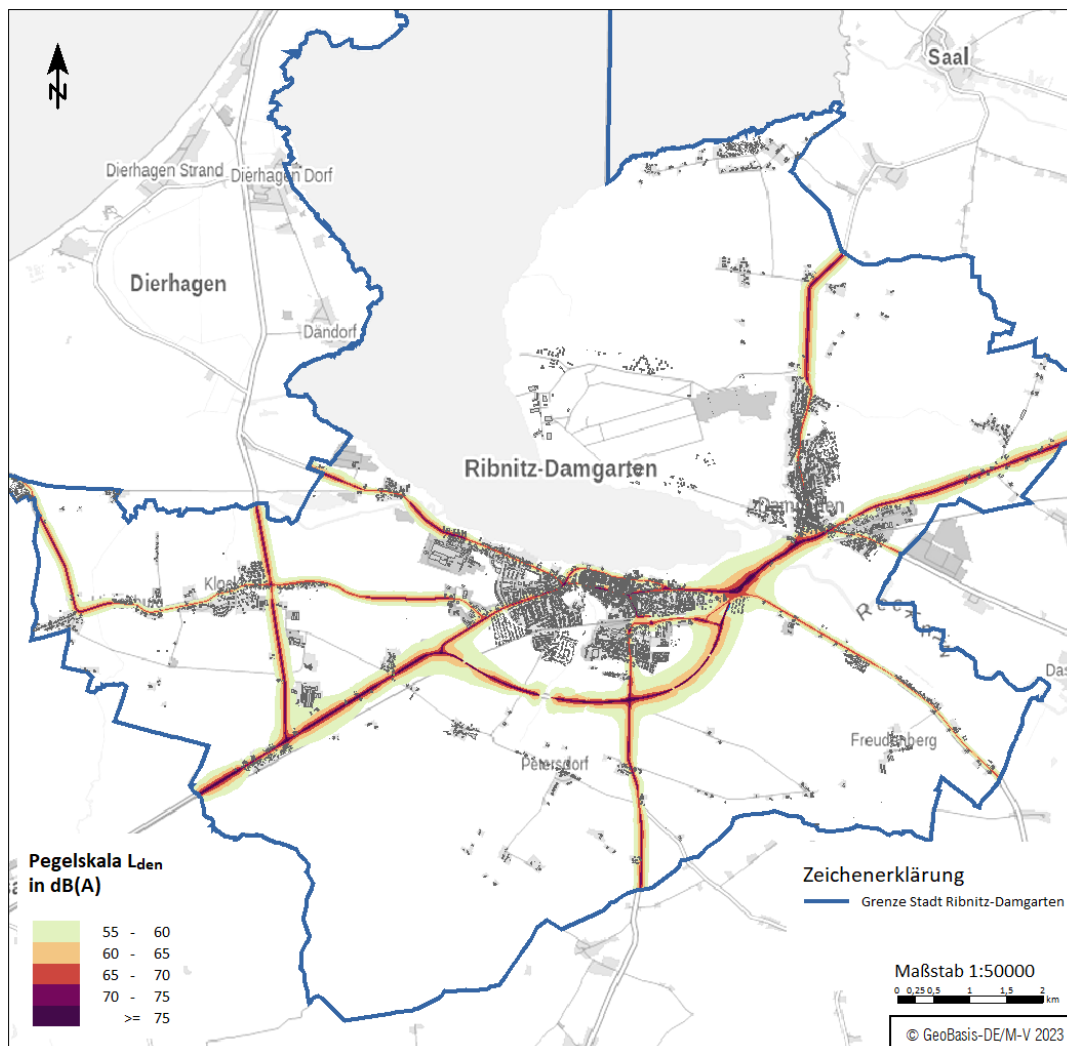 Saal
N
Dierhagen Strand
Dierhagen Dorf
Dierhagen
Dändorf
Ribnitz-Damgarten
Freudenberg
Petersdorf
Pegelskala Lden
in dB(A)
55 - 60
60 - 65
65 - 70
70 - 75
>= 75
Zeichenerklärung
Grenze Stadt Ribnitz-Damgarten
Maßstab 1:50000
0 0,25 0,5 1 1,5 2
km
© GeoBasis-DE/M-V 2023